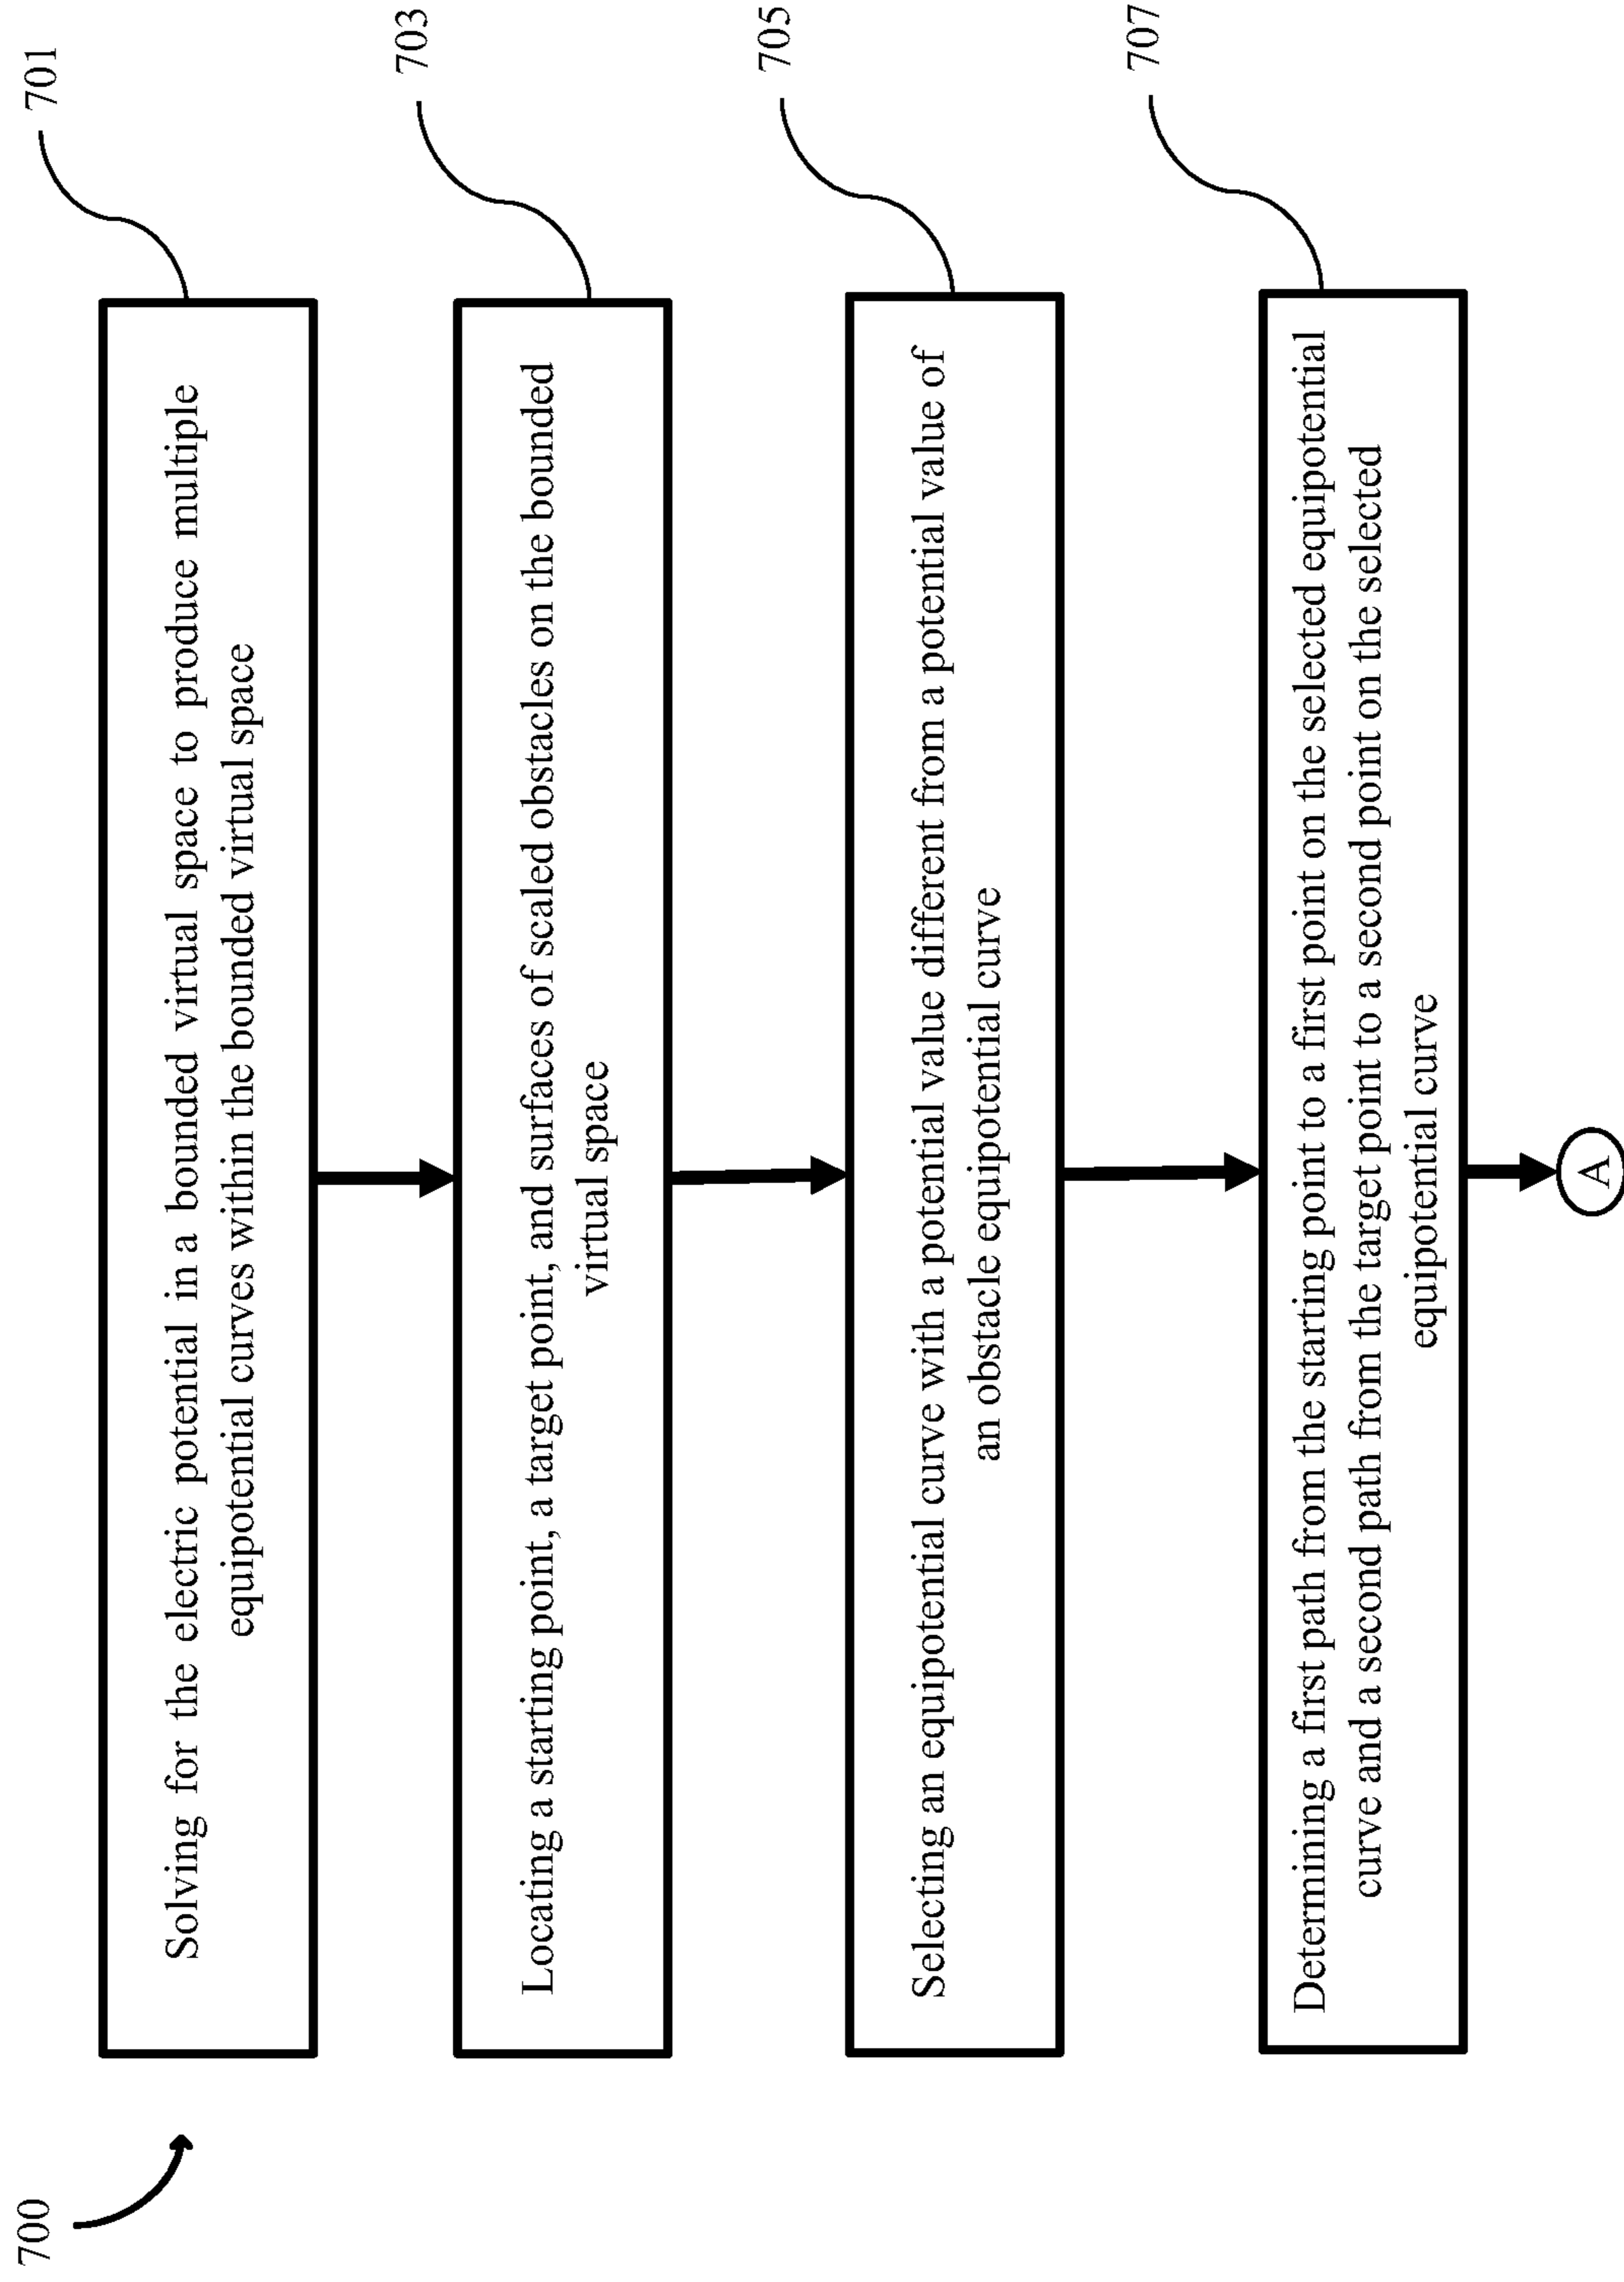 700
701
Solving for the electric potential in a bounded virtual space to produce multiple
equipotential curves within the bounded virtual space
703
Locating a starting point, a target point, and surfaces of scaled obstacles on the bounded
virtual space
705
Selecting an equipotential curve with a potential value different from a potential value of
an obstacle equipotential curve
707
Determining a first path from the starting point to a first point on the selected equipotential
curve and a second path from the target point to a second point on the selected
equipotential curve
A